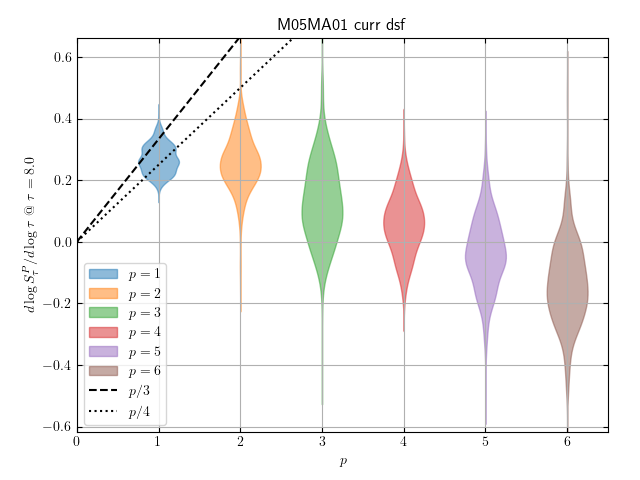 M05MA01 curr dsf
d log S_τ^P / d log τ @ τ = 8.0
0.6
0.4
0.2
0.0
−0.2
−0.4
−0.6
p = 1
p = 2
p = 3
p = 4
p = 5
p = 6
p/3
p/4
0 1 2 3 4 5 6
p